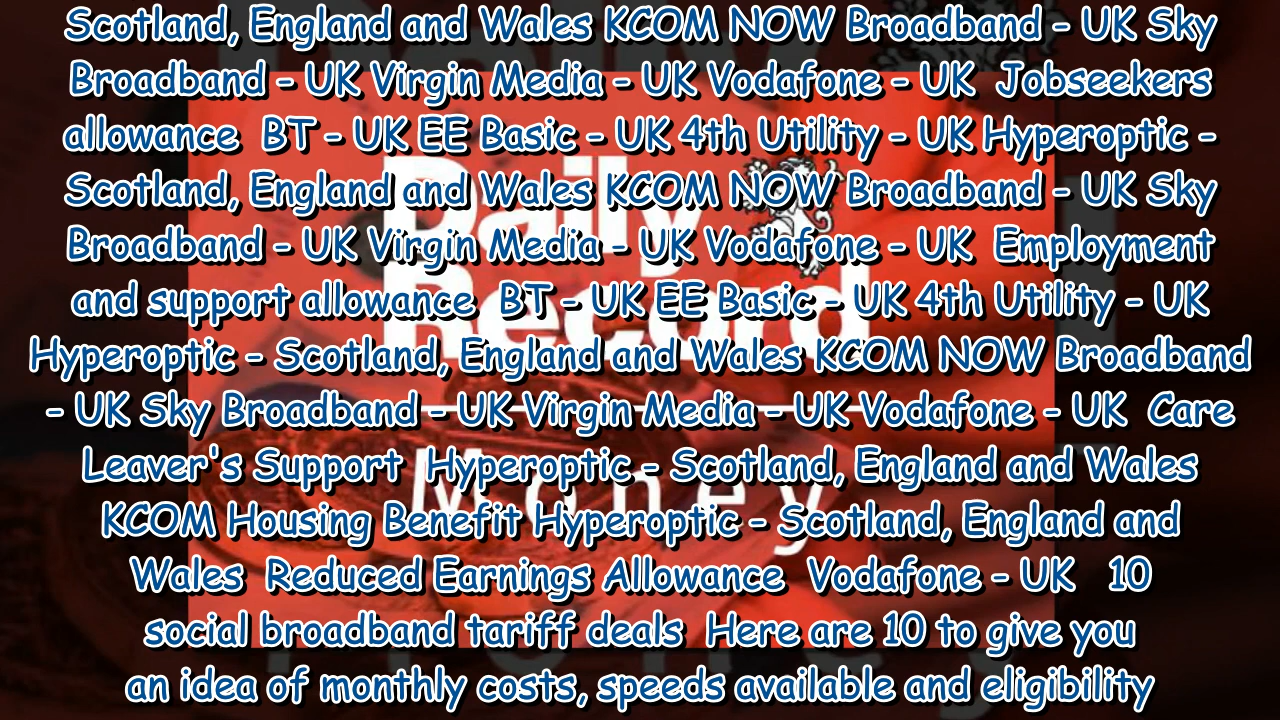 Scotland, England and Wales KCOM NOW Broadband - UK Sky
Broadband - UK Virgin Media - UK Vodafone - UK Jobseekers
allowance BT - UK EE Basic - UK 4th Utility - UK Hyperoptic -
Scotland, England and Wales KCOM NOW Broadband - UK Sky
Broadband - UK Virgin Media - UK Vodafone - UK Employment
and support allowance BT - UK EE Basic - UK 4th Utility - UK
Hyperoptic - Scotland, England and Wales KCOM NOW Broadband
- UK Sky Broadband - UK Virgin Media - UK Vodafone - UK Care
Leaver's Support Hyperoptic - Scotland, England and Wales
KCOM Housing Benefit Hyperoptic - Scotland, England and
Wales Reduced Earnings Allowance Vodafone - UK 10
social broadband tariff deals Here are 10 to give you
an idea of monthly costs, speeds available and eligibility
Daily
Record
Money